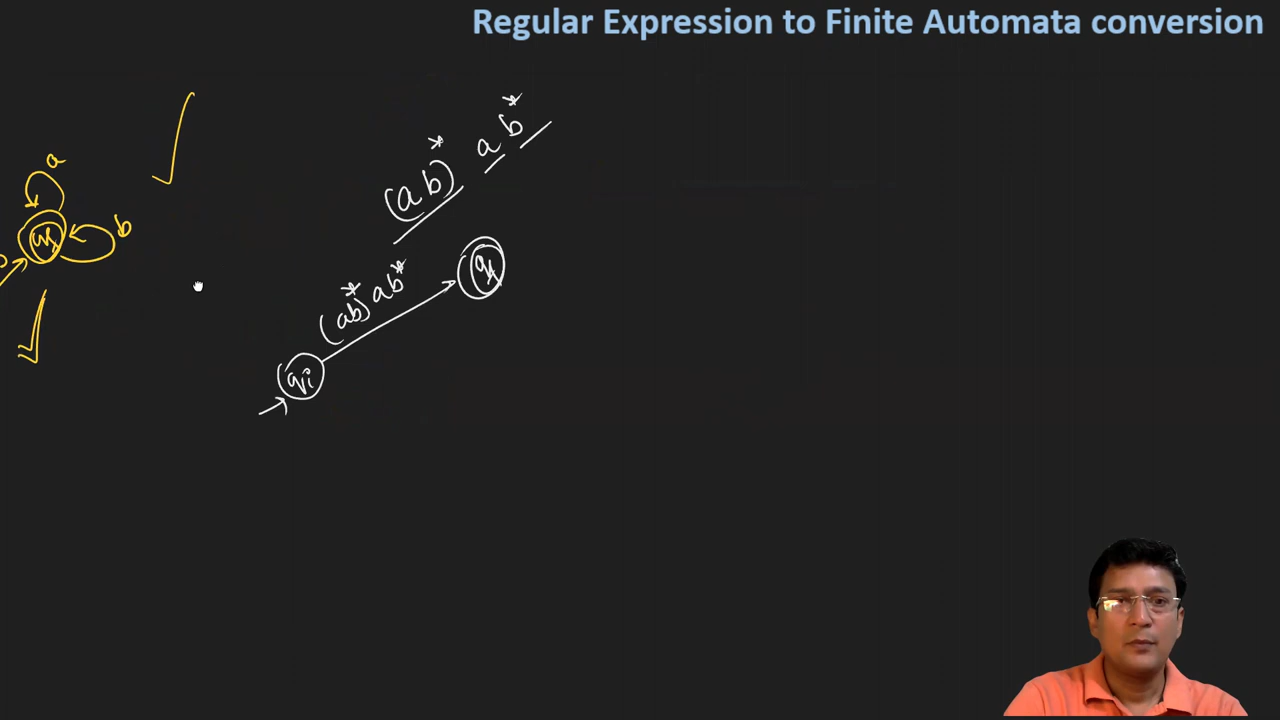 Regular Expression to Finite Automata conversion
(ab)* ab*
a
b
(ab)* ab*
qf
qi